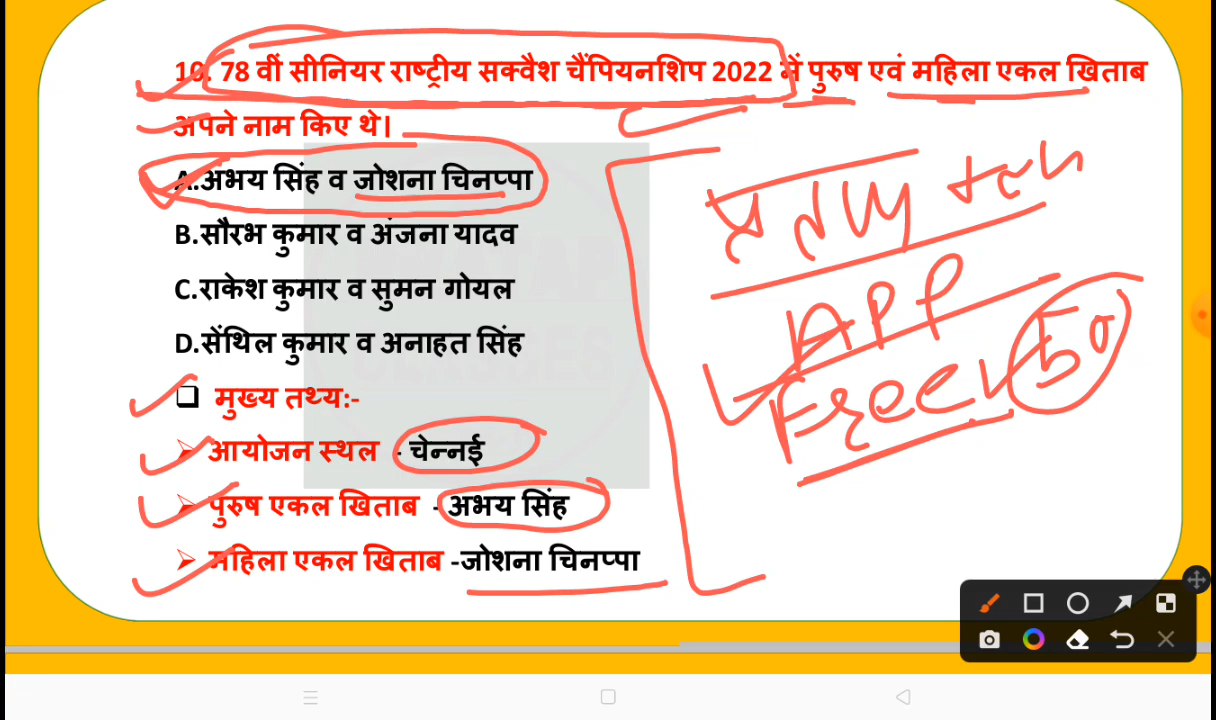 10. 78 वीं सीनियर राष्ट्रीय सक्वैश चैंपियनशिप 2022 में पुरुष एवं महिला एकल खिताब
अपने नाम किए थे।
A.अभय सिंह व जोशना चिनप्पा
B.सौरभ कुमार व अंजना यादव
C.राकेश कुमार व सुमन गोयल
D.सेंथिल कुमार व अनाहत सिंह
❑ मुख्य तथ्य:-
➢ आयोजन स्थल - चेन्नई
➢ पुरुष एकल खिताब - अभय सिंह
➢ महिला एकल खिताब -जोशना चिनप्पा
APP
Free 50